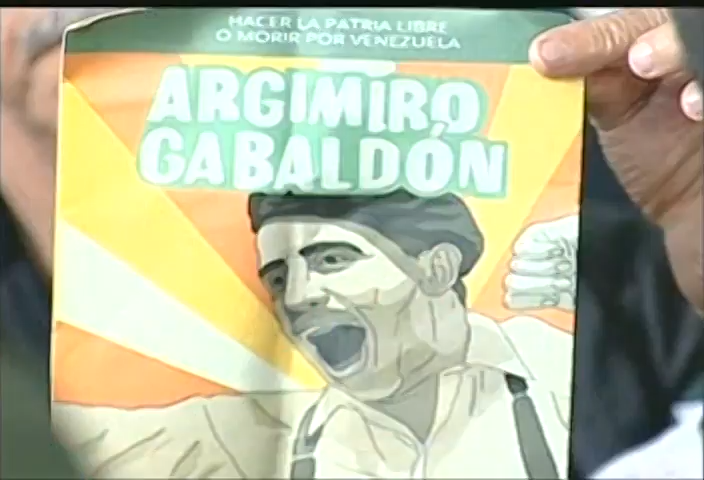 HACER LA PATRIA LIBRE
O MORIR POR VENEZUELA
ARGIMIRO
GABALDÓN